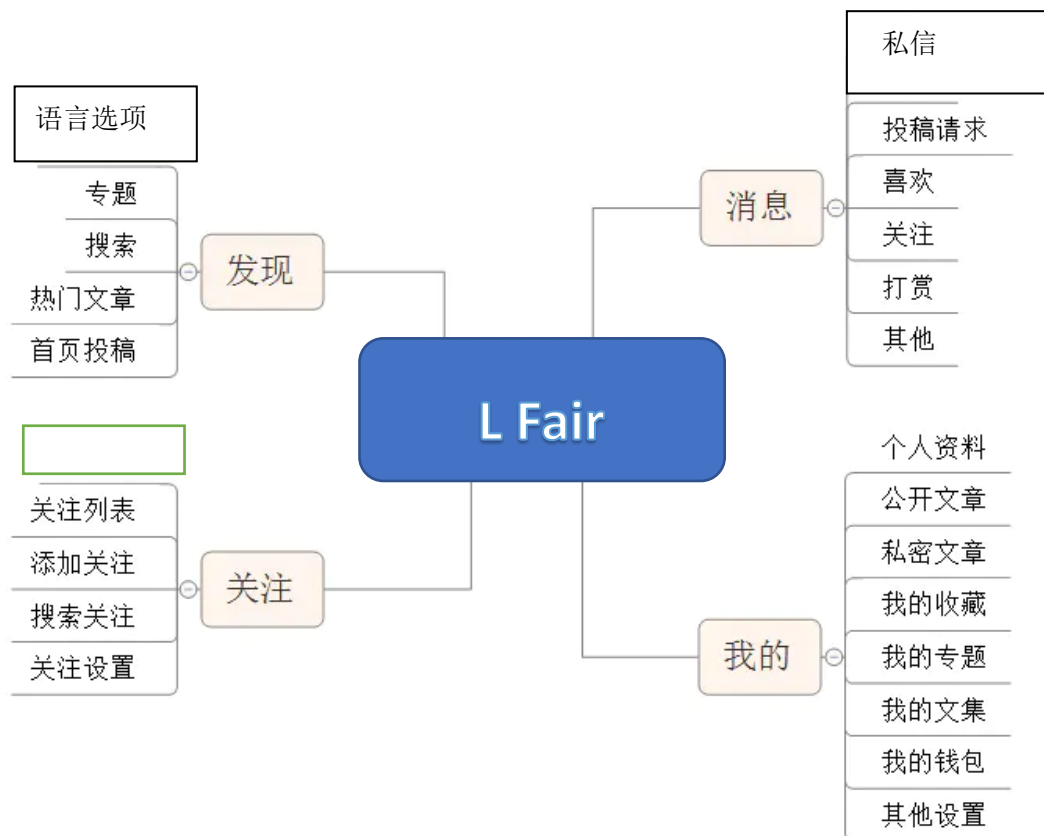 语言选项
专题
搜索
热门文章
首页投稿
发现
关注列表
添加关注
搜索关注
关注设置
关注
L Fair
消息
私信
投稿请求
喜欢
关注
打赏
其他
我的
个人资料
公开文章
私密文章
我的收藏
我的专题
我的文集
我的钱包
其他设置